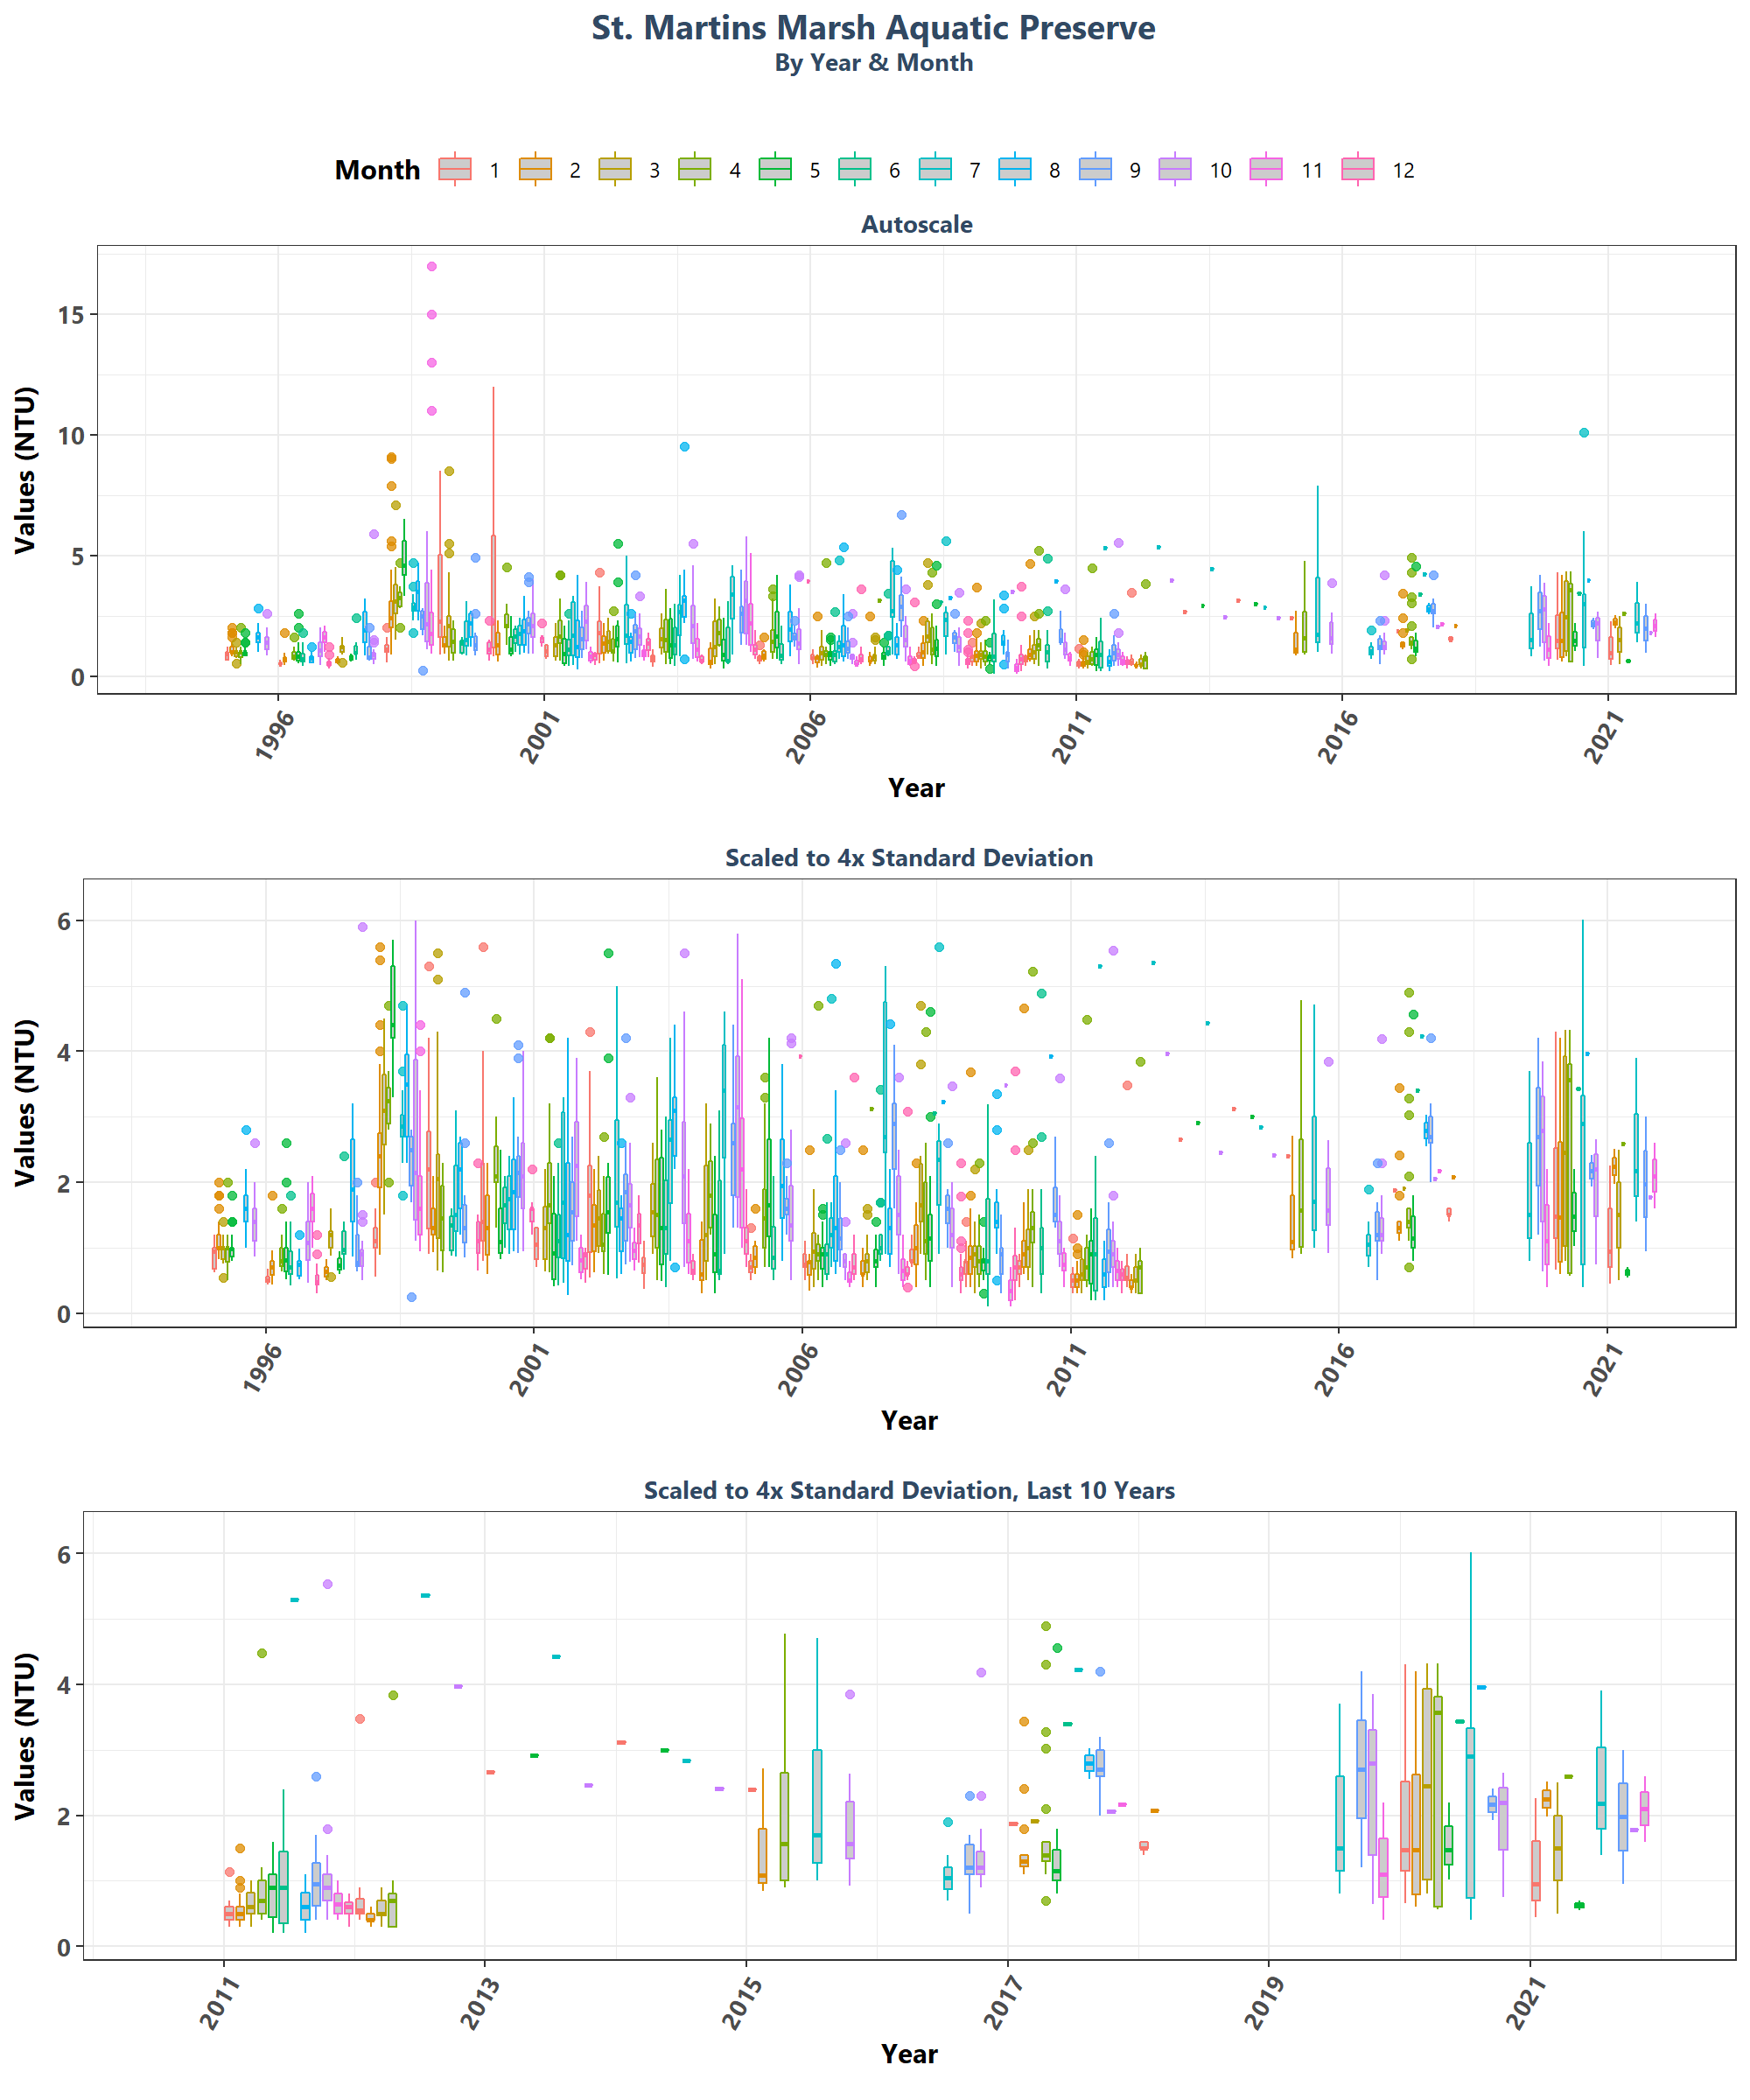 St. Martins Marsh Aquatic Preserve
By Year & Month
Month 1 2 3 4 5 6 7 8 9 10 11 12
Autoscale
Values (NTU)
15
10
5
0
1996 2001 2006 2011 2016 2021
Year
Scaled to 4x Standard Deviation
Values (NTU)
6
4
2
0
1996 2001 2006 2011 2016 2021
Year
Scaled to 4x Standard Deviation, Last 10 Years
Values (NTU)
6
4
2
0
2011 2013 2015 2017 2019 2021
Year